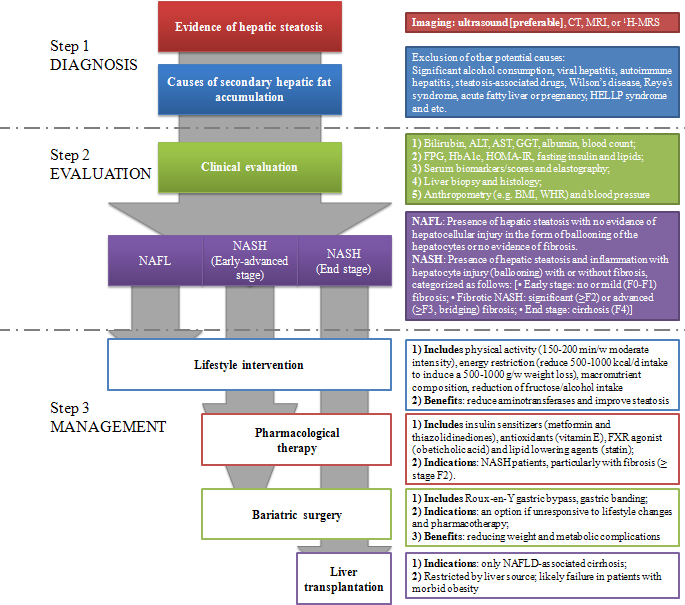 Step 1
DIAGNOSIS
Evidence of hepatic steatosis
Imaging: ultrasound [preferable], CT, MRI, or ¹H-MRS
Causes of secondary hepatic fat
accumulation
Exclusion of other potential causes:
Significant alcohol consumption, viral hepatitis, autoimmune
hepatitis, steatosis-associated drugs, Wilson's disease, Reye's
syndrome, acute fatty liver or pregnancy, HELLP syndrome
and etc.
Step 2
EVALUATION
Clinical evaluation
1) Bilirubin, ALT, AST, GGT, albumin, blood count;
2) FPG, HbA1c, HOMA-IR, fasting insulin and lipids;
3) Serum biomarkers/scores and elastography;
4) Liver biopsy and histology;
5) Anthropometry (e.g. BMI, WHR) and blood pressure
NAFL
NASH
(Early-advanced
stage)
NASH
(End stage)
NAFL: Presence of hepatic steatosis with no evidence of
hepatocellular injury in the form of ballooning of the
hepatocytes or no evidence of fibrosis.
NASH: Presence of hepatic steatosis and inflammation with
hepatocyte injury (ballooning) with or without fibrosis,
categorized as follows: [• Early stage: no or mild (F0-F1)
fibrosis; • Fibrotic NASH: significant (≥F2) or advanced
(≥F3, bridging) fibrosis; • End stage: cirrhosis (F4)]
Step 3
MANAGEMENT
Lifestyle intervention
1) Includes physical activity (150-200 min/w moderate
intensity), energy restriction (reduce 500-1000 kcal/d intake
to induce a 500-1000 g/w weight loss), macronutrient
composition, reduction of fructose/alcohol intake
2) Benefits: reduce aminotransferases and improve steatosis
Pharmacological
therapy
1) Includes insulin sensitizers (metformin and
thiazolidinediones), antioxidants (vitamin E), FXR agonist
(obeticholic acid) and lipid lowering agents (statin);
2) Indications: NASH patients, particularly with fibrosis (≥
stage F2).
Bariatric surgery
1) Includes Roux-en-Y gastric bypass, gastric banding;
2) Indications: an option if unresponsive to lifestyle changes
and pharmacotherapy;
3) Benefits: reducing weight and metabolic complications
Liver
transplantation
1) Indications: only NAFLD-associated cirrhosis;
2) Restricted by liver source; likely failure in patients with
morbid obesity